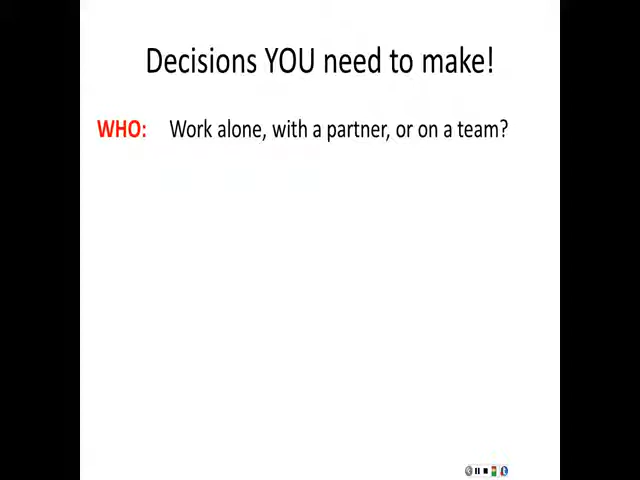 Decisions YOU need to make!
WHO: Work alone, with a partner, or on a team?